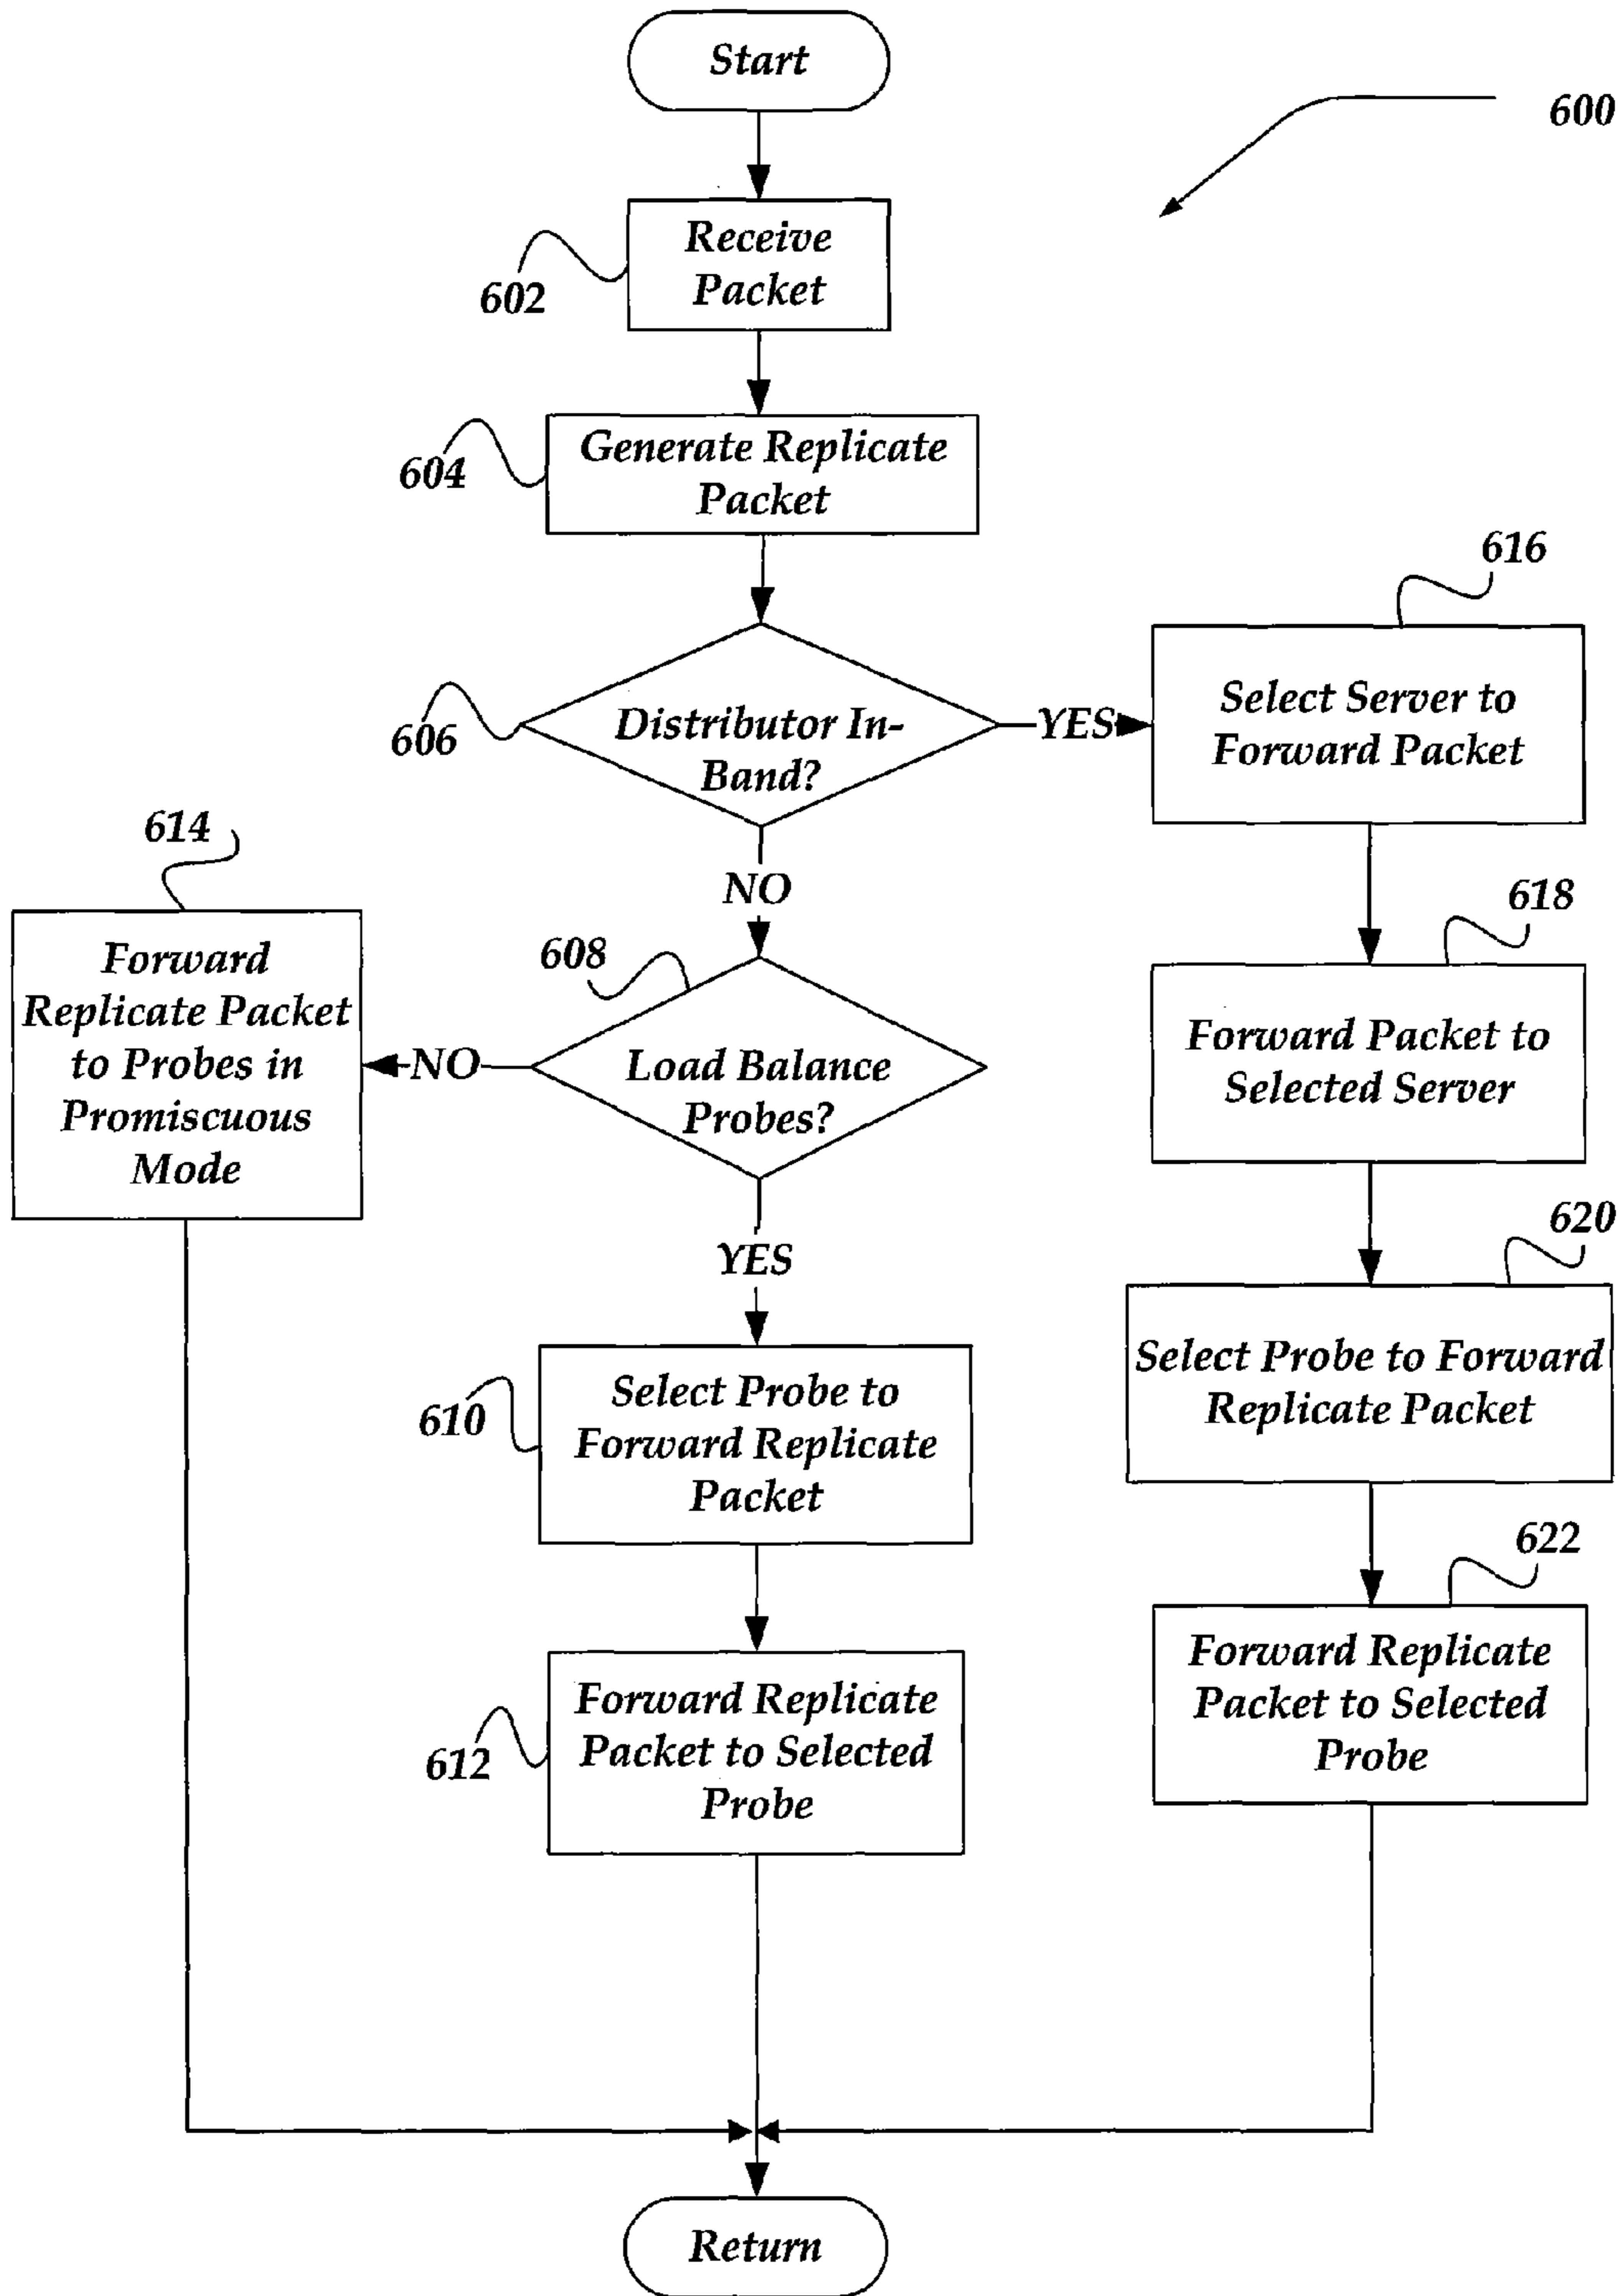 Start
600
Receive
Packet
602
Generate Replicate
Packet
604
616
Distributor In-
Band?
606
YES
Select Server to
Forward Packet
614
NO
618
Forward
Replicate Packet
to Probes in
Promiscuous
Mode
608
NO
Load Balance
Probes?
Forward Packet to
Selected Server
620
YES
Select Probe to Forward
Replicate Packet
610
Select Probe to
Forward Replicate
Packet
622
612
Forward Replicate
Packet to Selected
Probe
Forward Replicate
Packet to Selected
Probe
Return